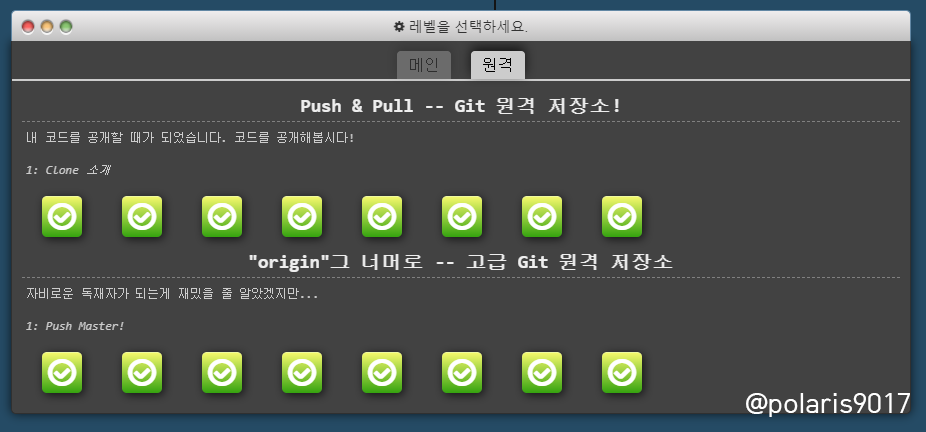 레벨을 선택하세요.
메인 원격
Push & Pull -- Git 원격 저장소!
내 코드를 공개할 때가 되었습니다. 코드를 공개해봅시다!
1: Clone 소개
"origin"그 너머로 -- 고급 Git 원격 저장소
자비로운 독재자가 되는게 재밌을 줄 알았겠지만...
1: Push Master!
@polaris9017